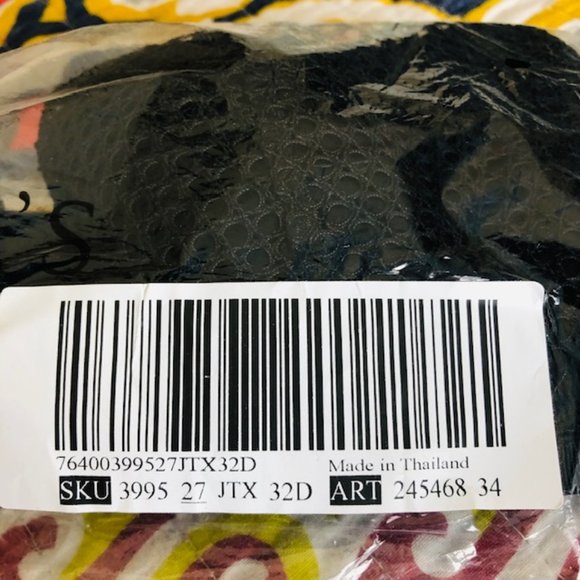 'S
76400399527JTX32D Made in Thailand
SKU 3995 27 JTX 32D ART 245468 34